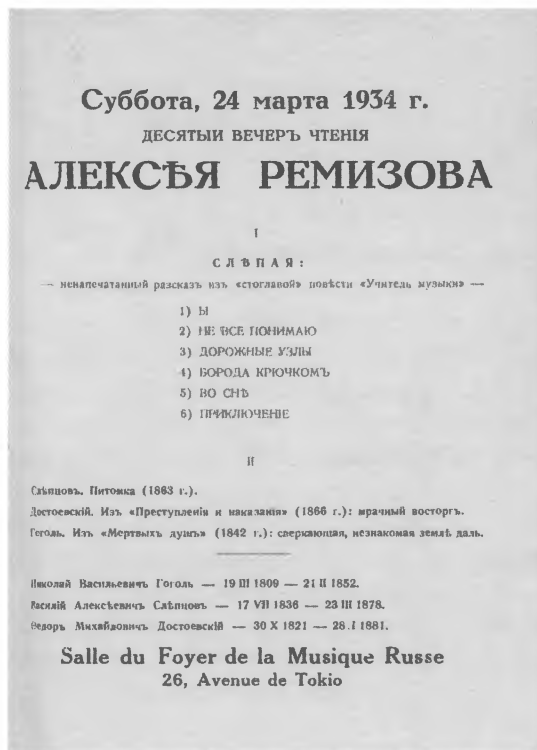 Суббота, 24 марта 1934 г.
ДЕСЯТЫИ ВЕЧЕРЪ ЧТЕНІЯ
АЛЕКСѢЯ РЕМИЗОВА
I
СЛѢПАЯ:
— ненапечатанный разсказъ изъ «стоглавой» повѣсти «Учитель музыки» —
1) Ы
2) НЕ ВСЕ ПОНИМАЮ
3) ДОРОЖНЫЕ УЗЛЫ
4) БОРОДА КРЮЧКОМЪ
5) ВО СНѢ
6) ПРИКЛЮЧЕНІЕ
II
Слѣпцовъ. Питомка (1863 г.).
Достоевскій. Изъ «Преступленія и наказанія» (1866 г.): мрачный восторгъ.
Гоголь. Изъ «Мертвыхъ душъ» (1842 г.): сверкающая, незнакомая землѣ даль.
Николай Васильевичъ Гоголь — 19 III 1809 — 21 II 1852.
Василій Алексѣевичъ Слѣпцовъ — 17 VII 1836 — 23 III 1878.
Ѳедоръ Михайловичъ Достоевскій — 30 X 1821 — 28 I 1881.
Salle du Foyer de la Musique Russe
26, Avenue de Tokio